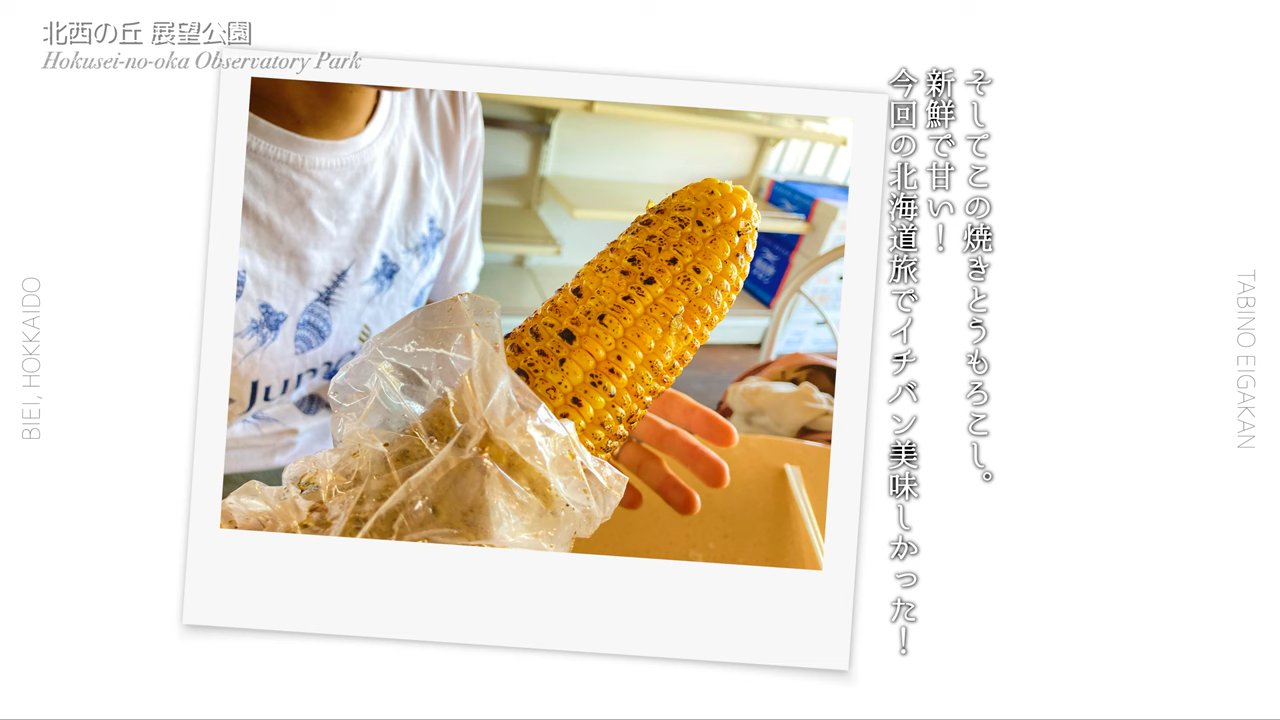 北西の丘 展望公園
Hokusei-no-oka Observatory Park
そしてこの焼きとうもろこし。
新鮮で甘い！
今回の北海道旅でイチバン美味しかった！
BIEI, HOKKAIDO
TABINO EIGAKAN